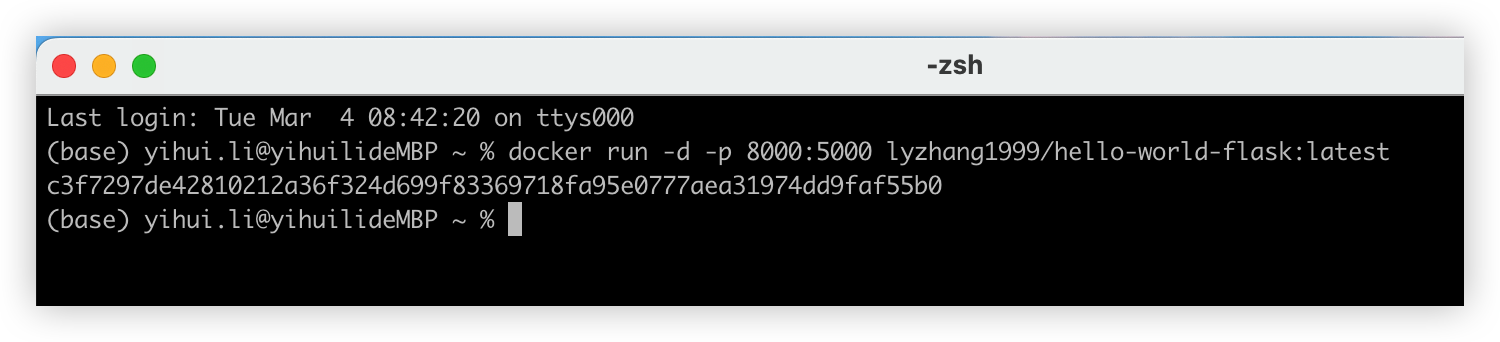 -zsh
Last login: Tue Mar  4 08:42:20 on ttys000
(base) yihui.li@yihuilideMBP ~ % docker run -d -p 8000:5000 lyzhang1999/hello-world-flask:latest
c3f7297de42810212a36f324d699f83369718fa95e0777aea31974dd9faf55b0
(base) yihui.li@yihuilideMBP ~ %